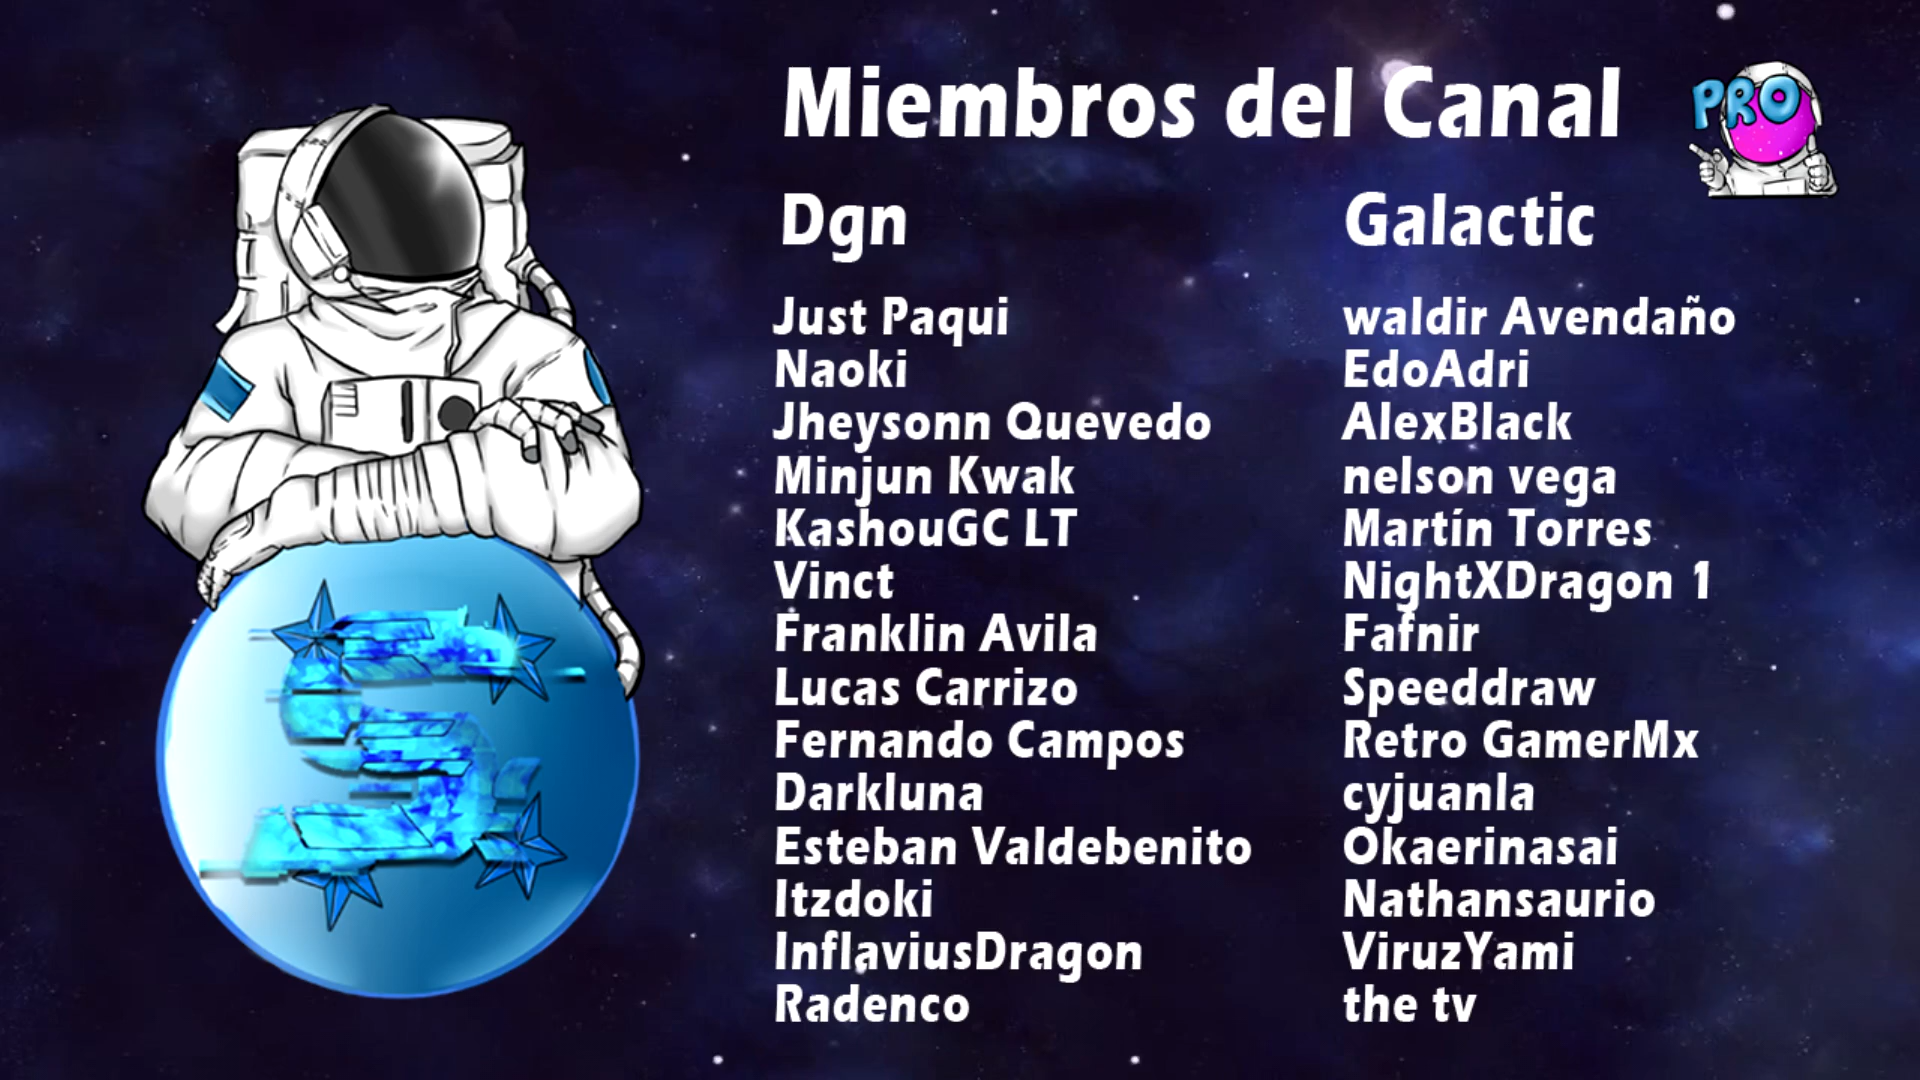 Miembros del Canal
PRO
Dgn
Just Paqui
Naoki
Jheysonn Quevedo
Minjun Kwak
KashouGC LT
Vinct
Franklin Avila
Lucas Carrizo
Fernando Campos
Darkluna
Esteban Valdebenito
Itzdoki
InflaviusDragon
Radenco
Galactic
waldir Avendaño
EdoAdri
AlexBlack
nelson vega
Martín Torres
NightXDragon 1
Fafnir
Speeddraw
Retro GamerMx
cyjuanla
Okaerinasai
Nathansaurio
ViruzYami
the tv
S